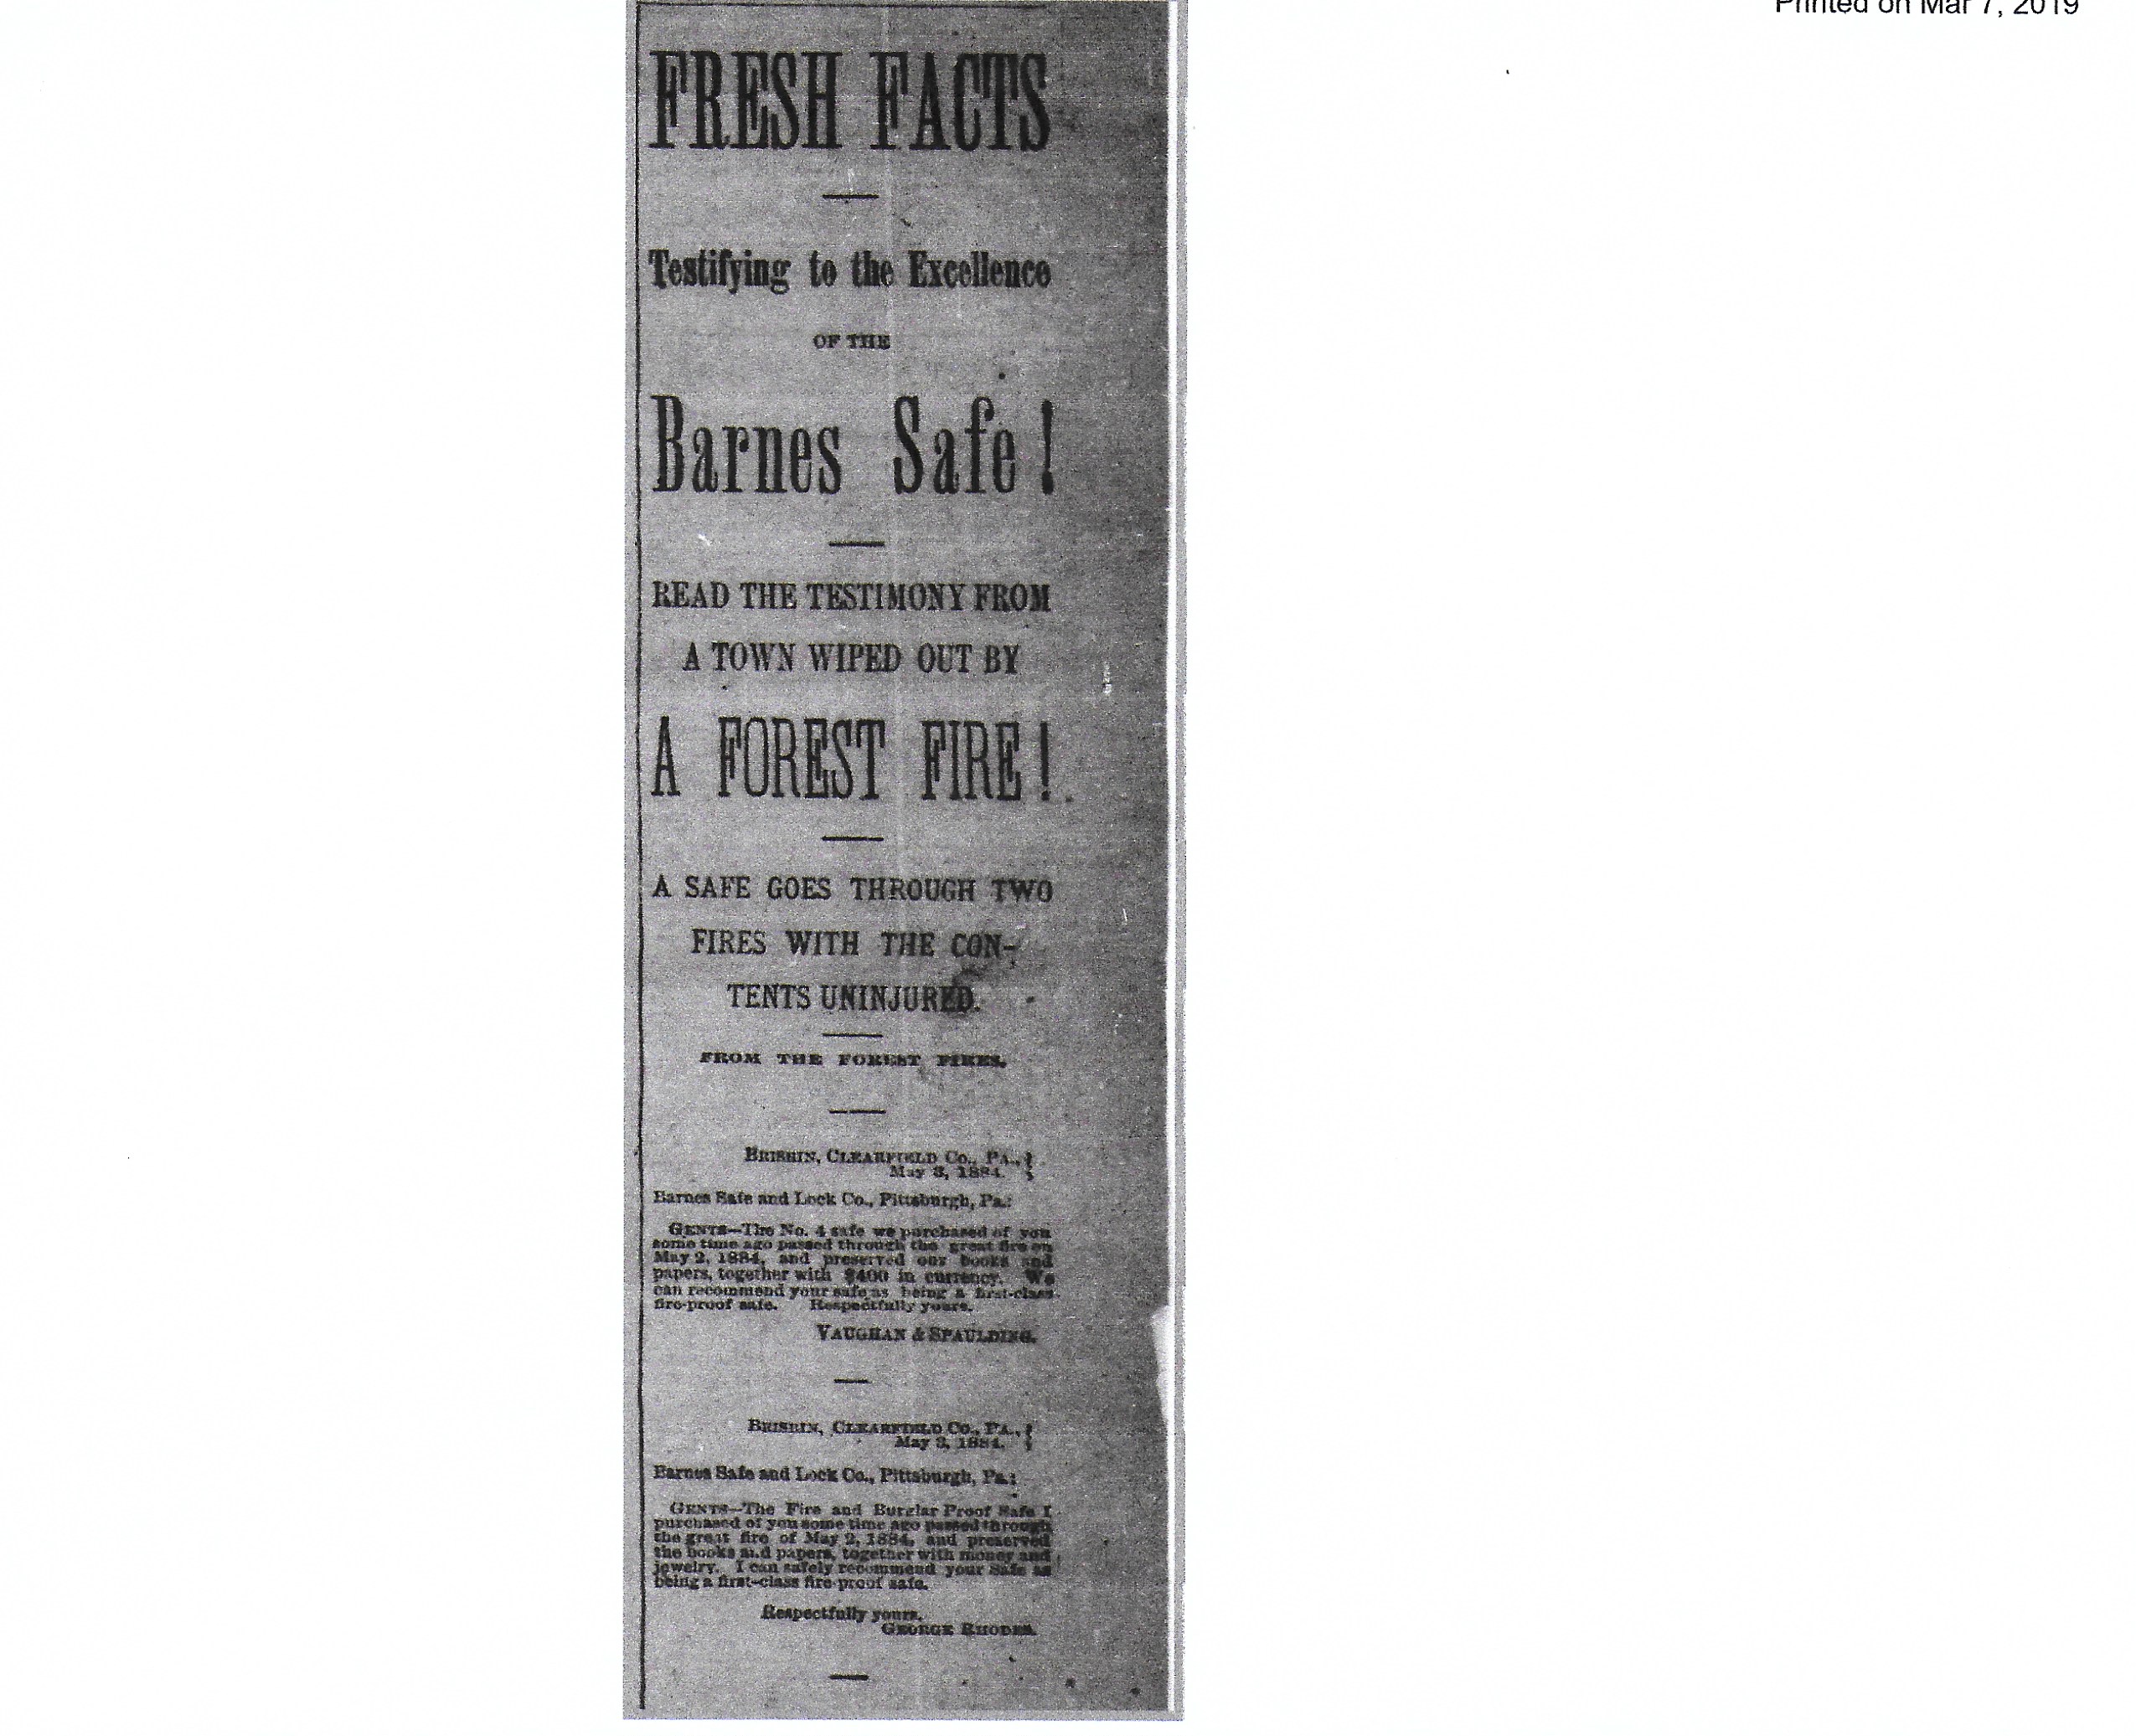 Printed on Mar 7, 2019
FRESH FACTS
Testifying to the Excellence
OF THE
Barnes Safe!
READ THE TESTIMONY FROM
A TOWN WIPED OUT BY
A FOREST FIRE!
A SAFE GOES THROUGH TWO
FIRES WITH THE CON-
TENTS UNINJURED.
FROM THE FOREST FIRES.
BRISBIN, CLEARFIELD CO., PA.,
May 3, 1884.
Barnes Safe and Lock Co., Pittsburgh, Pa.:
GENTS—The No. 4 safe we purchased of you
some time ago passed through the great fire on
May 2, 1884, and preserved our books and
papers, together with $400 in currency. We
can recommend your safe as being a first-class
fire-proof safe. Respectfully yours,
VAUGHAN & SPAULDING.
BRISBIN, CLEARFIELD CO., PA.,
May 3, 1884.
Barnes Safe and Lock Co., Pittsburgh, Pa.:
GENTS—The Fire and Burglar Proof Safe I
purchased of you some time ago passed through
the great fire of May 2, 1884, and preserved
the books and papers, together with money and
jewelry. I can safely recommend your Safe as
being a first-class fire-proof safe.
Respectfully yours,
GEORGE RHODES.